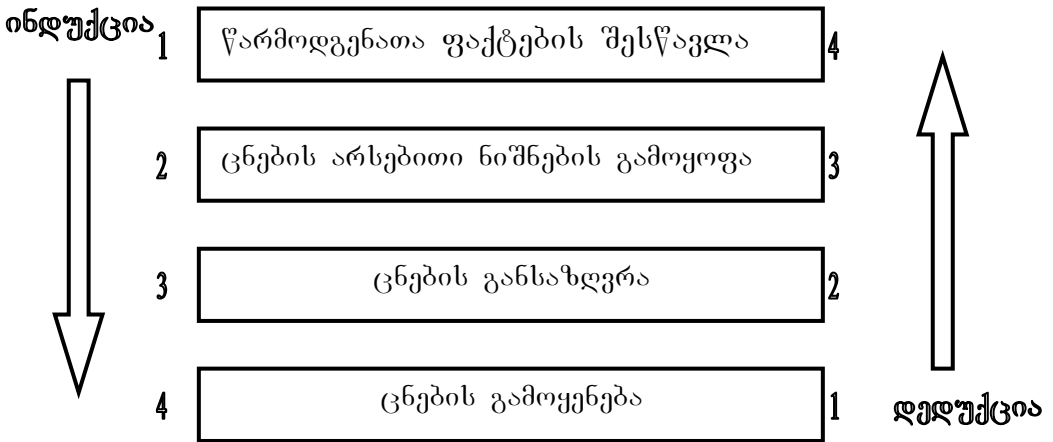 ინდუქცია
1 წარმოდგენათა ფაქტების შესწავლა 4
2 ცნების არსებითი ნიშნების გამოყოფა 3
3 ცნების განსაზღვრა 2
4 ცნების გამოყენება 1
დედუქცია